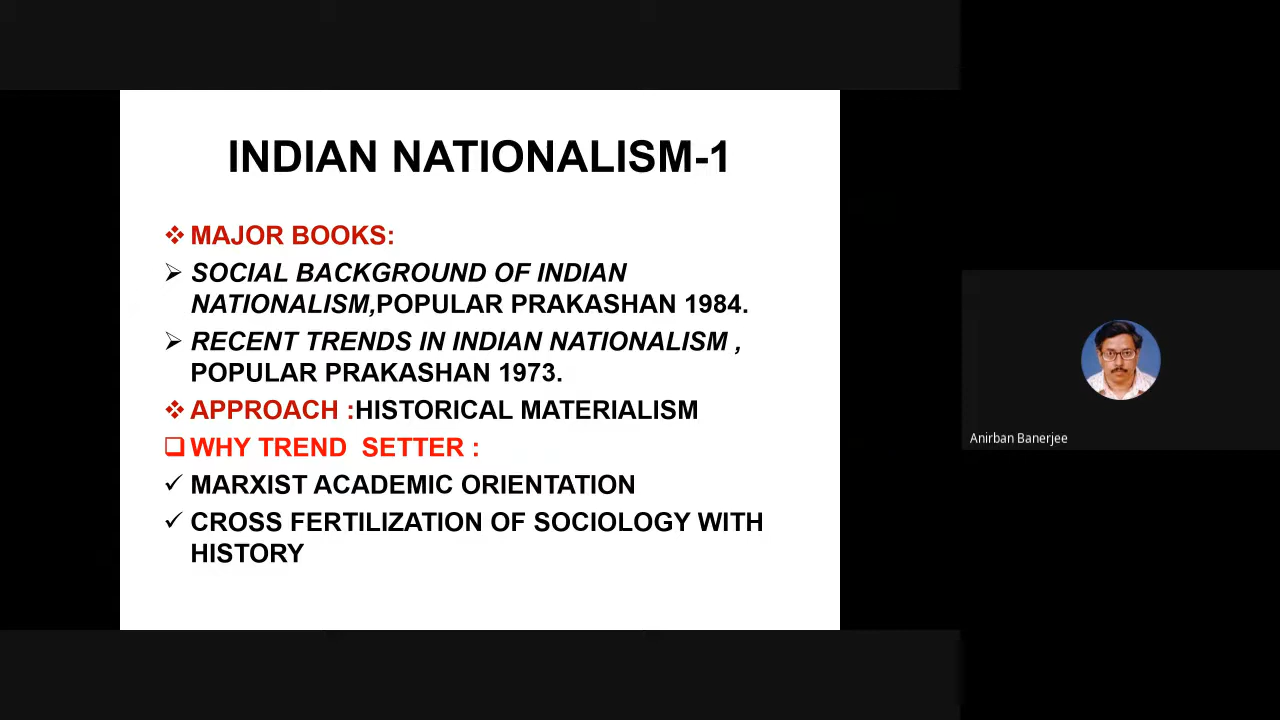 INDIAN NATIONALISM-1
MAJOR BOOKS:
SOCIAL BACKGROUND OF INDIAN
NATIONALISM,POPULAR PRAKASHAN 1984.
RECENT TRENDS IN INDIAN NATIONALISM ,
POPULAR PRAKASHAN 1973.
APPROACH :HISTORICAL MATERIALISM
WHY TREND  SETTER :
MARXIST ACADEMIC ORIENTATION
CROSS FERTILIZATION OF SOCIOLOGY WITH
HISTORY
Anirban Banerjee